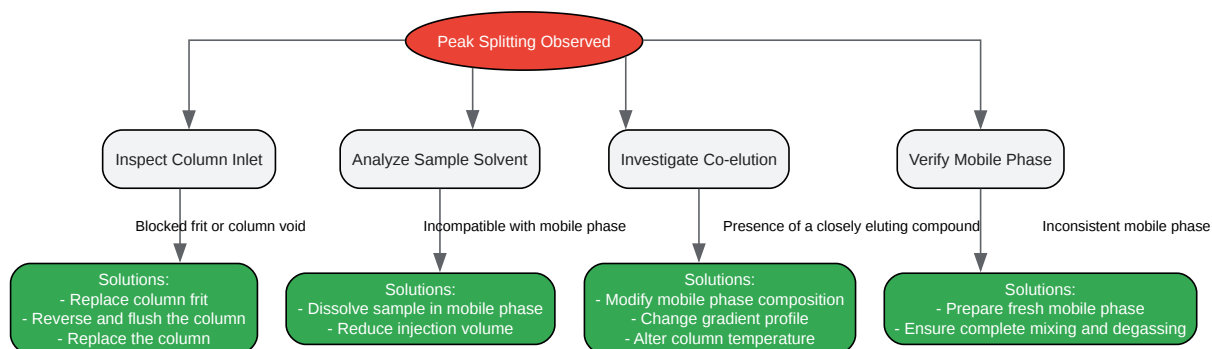 Peak Splitting Observed
Inspect Column Inlet
Analyze Sample Solvent
Investigate Co-elution
Verify Mobile Phase
Blocked frit or column void
Incompatible with mobile phase
Presence of a closely eluting compound
Inconsistent mobile phase
Solutions:
- Replace column frit
- Reverse and flush the column
- Replace the column
Solutions:
- Dissolve sample in mobile phase
- Reduce injection volume
Solutions:
- Modify mobile phase composition
- Change gradient profile
- Alter column temperature
Solutions:
- Prepare fresh mobile phase
- Ensure complete mixing and degassing